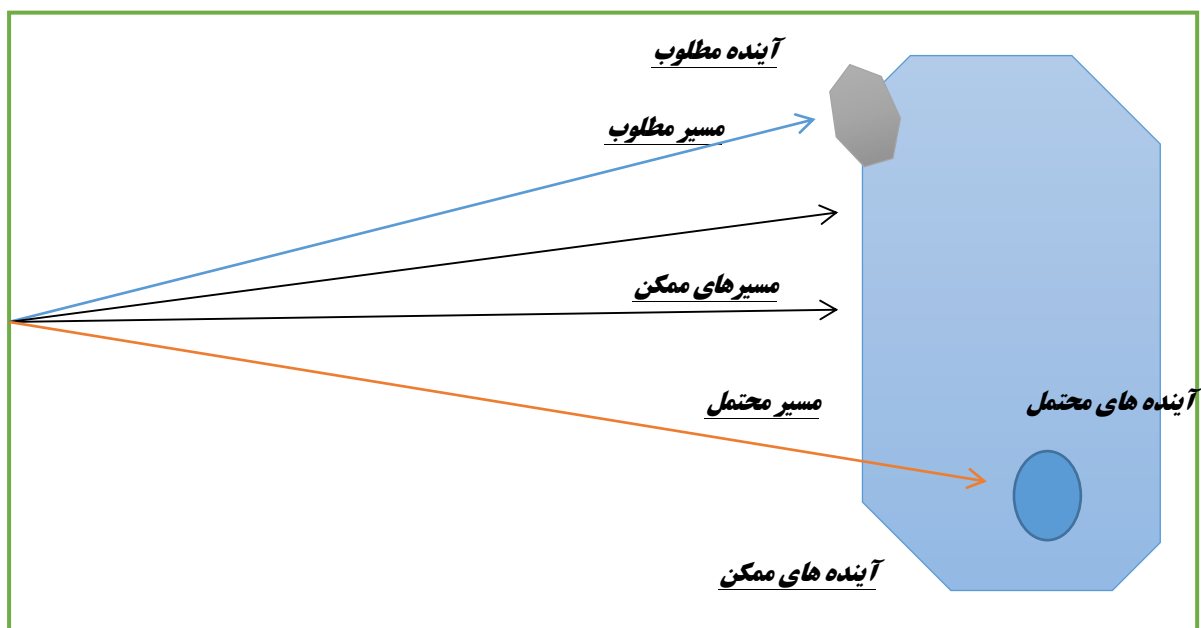 آینده مطلوب
مسیر مطلوب
مسیرهای ممکن
مسیر محتمل
آینده های محتمل
آینده های ممکن